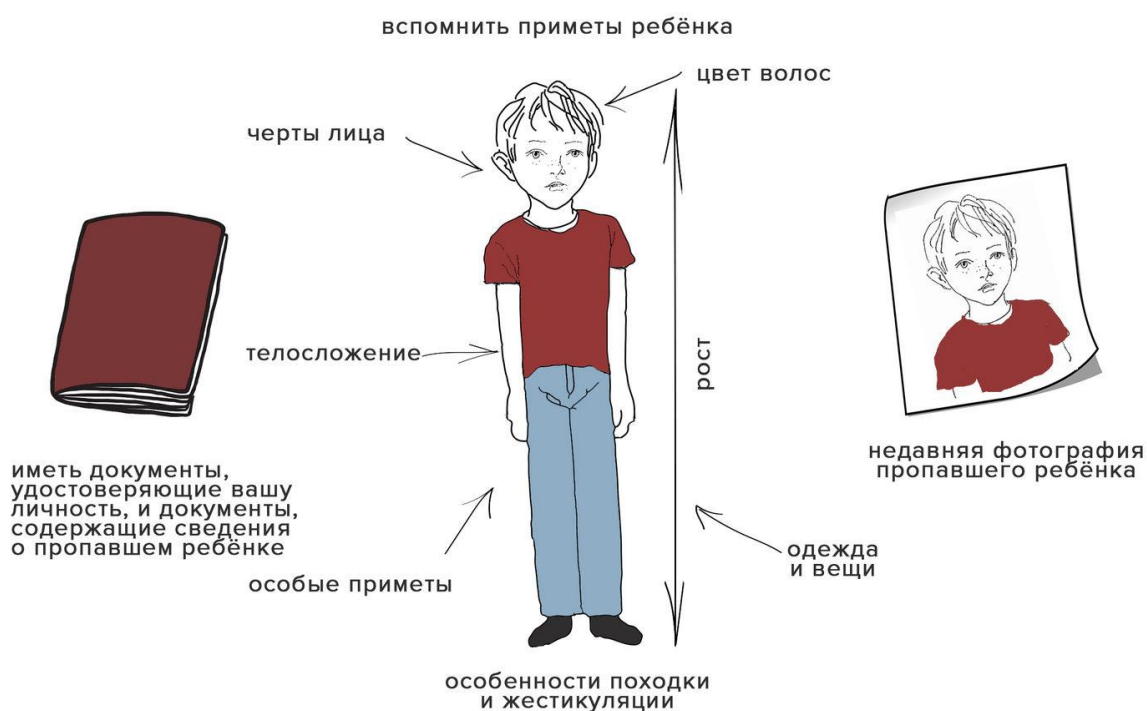 вспомнить приметы ребёнка
цвет волос
черты лица
телосложение
рост
иметь документы,
удостоверяющие вашу
личность, и документы,
содержащие сведения
о пропавшем ребёнке
недавняя фотография
пропавшего ребёнка
особые приметы
одежда
и вещи
особенности походки
и жестикуляции